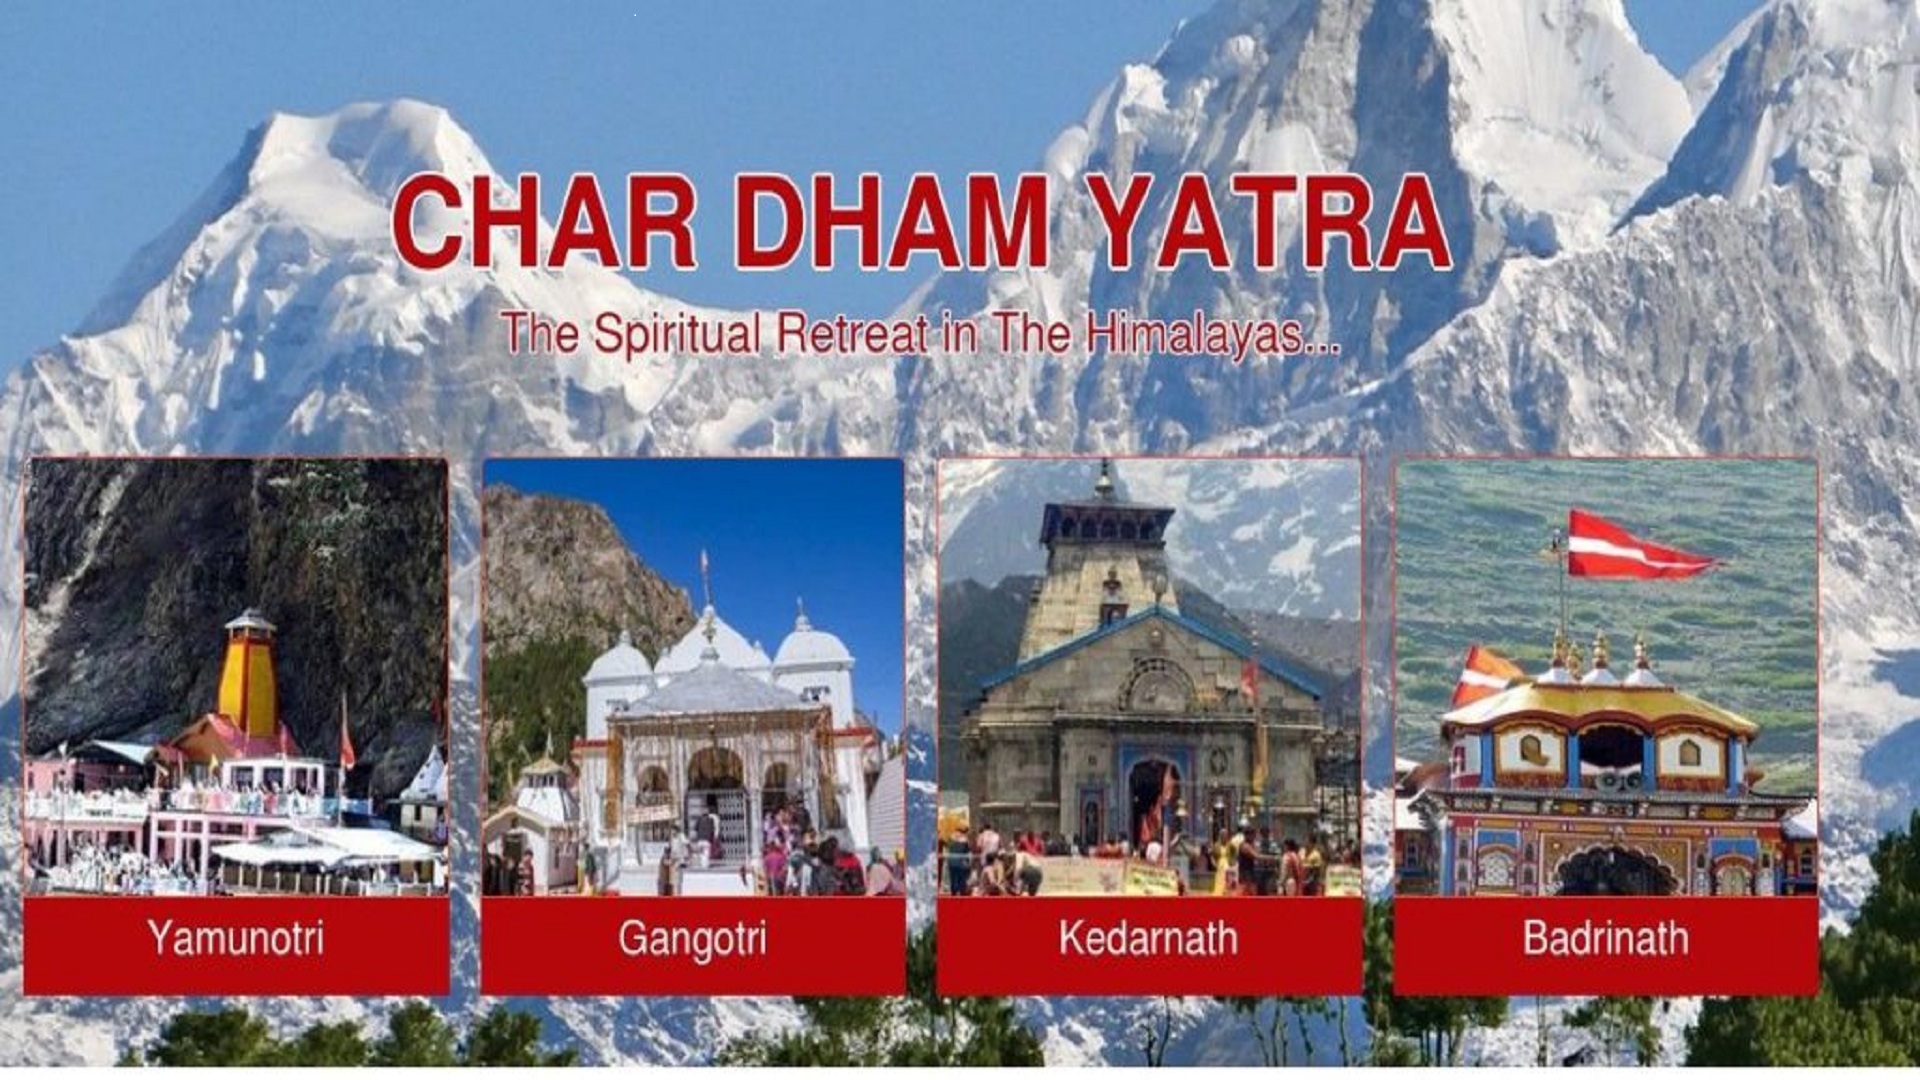 CHAR DHAM YATRA
The Spiritual Retreat in The Himalayas...
Yamunotri
Gangotri
Kedarnath
Badrinath